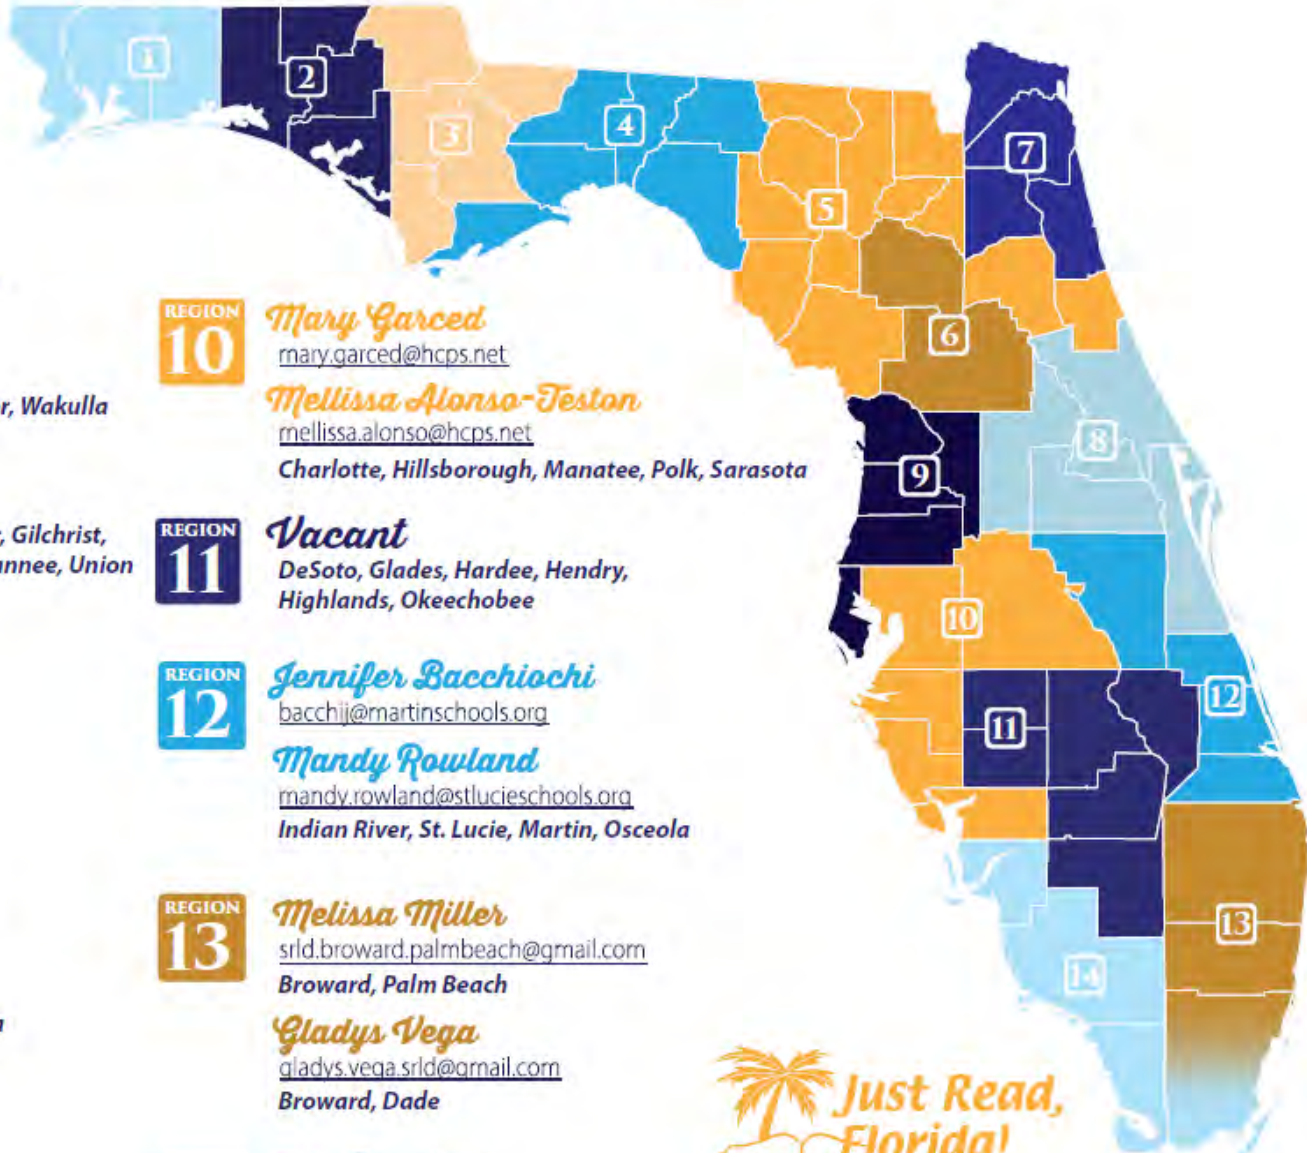 1
2
3
4
5
6
7
8
9
10
11
12
13
14
r, Wakulla
, Gilchrist,
annee, Union
REGION
10
Mary Garced
mary.garced@hcps.net
Mellissa Alonso-Teston
mellissa.alonso@hcps.net
Charlotte, Hillsborough, Manatee, Polk, Sarasota
REGION
11
Vacant
DeSoto, Glades, Hardee, Hendry,
Highlands, Okeechobee
REGION
12
Jennifer Bacchiochi
bacchij@martinschools.org
Mandy Rowland
mandy.rowland@stlucieschools.org
Indian River, St. Lucie, Martin, Osceola
REGION
13
Melissa Miller
srld.broward.palmbeach@gmail.com
Broward, Palm Beach
Gladys Vega
gladys.vega.srld@gmail.com
Broward, Dade
Just Read,
Florida!